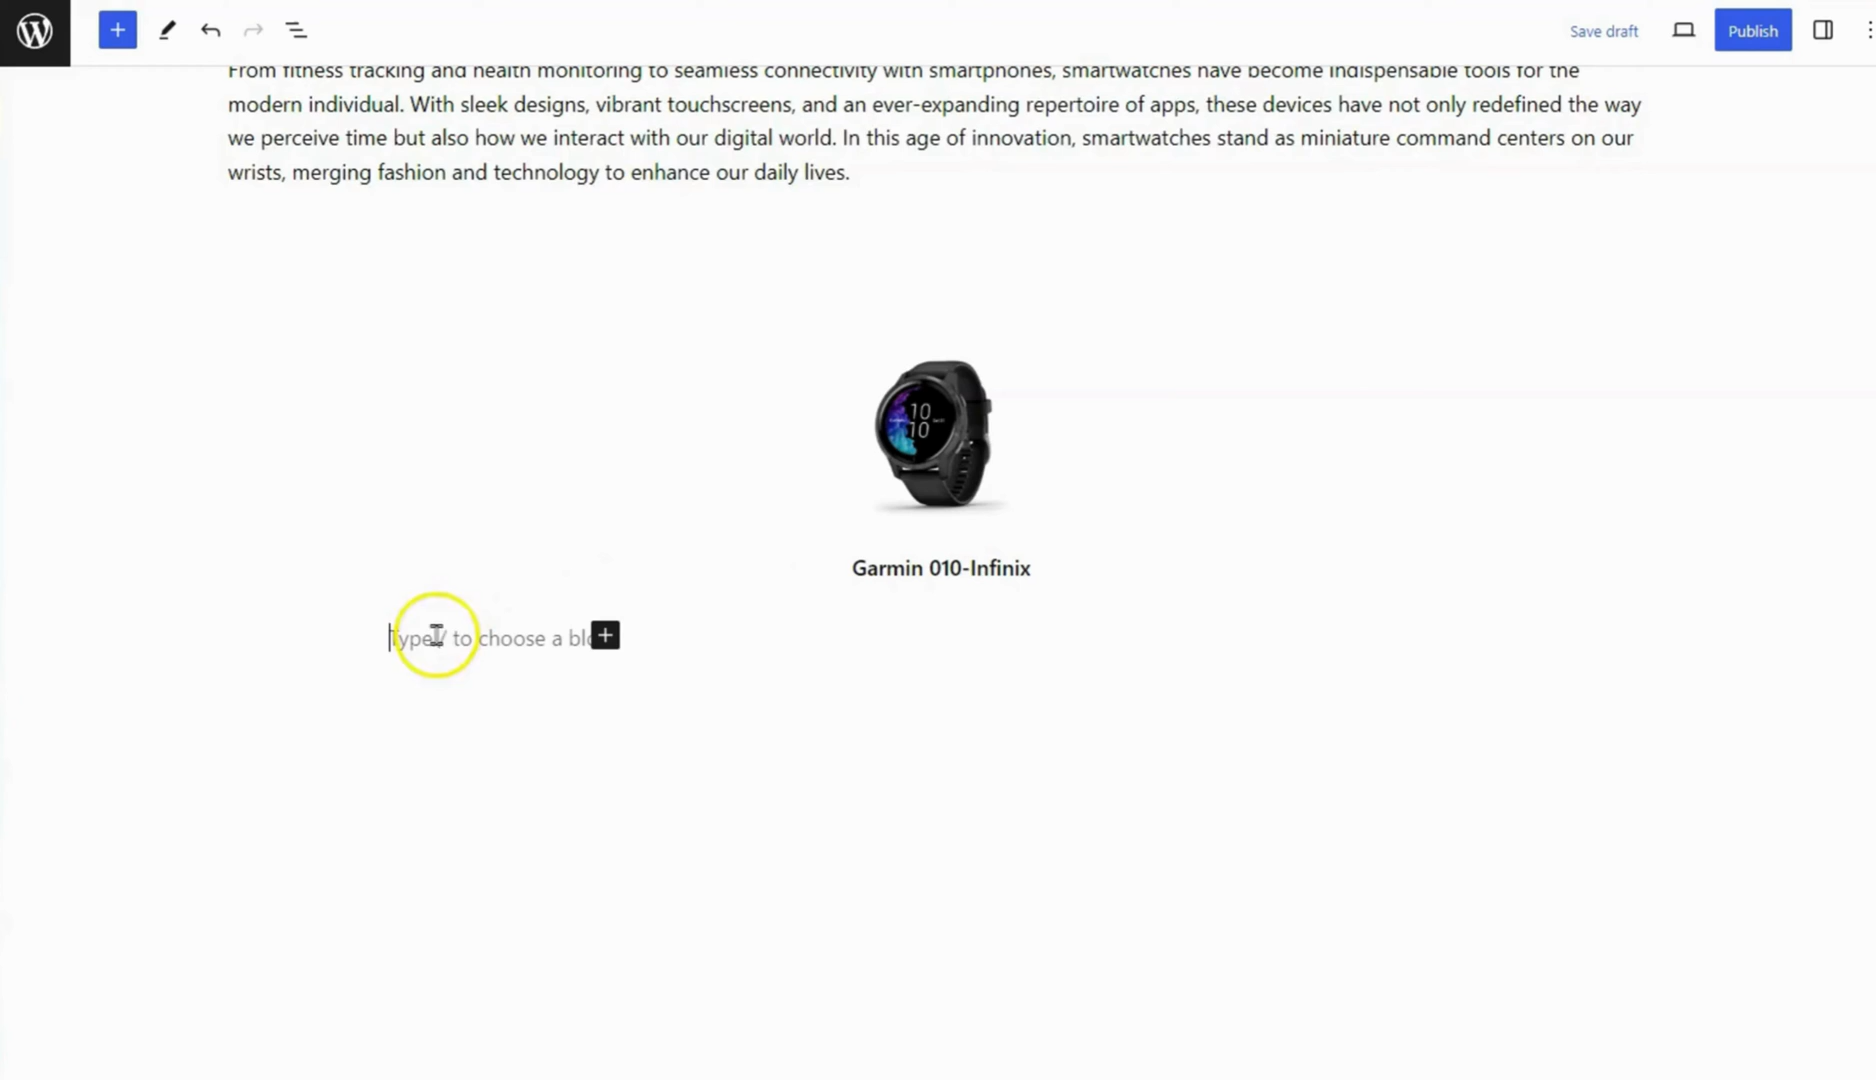 Save draft
Publish
From fitness tracking and health monitoring to seamless connectivity with smartphones, smartwatches have become indispensable tools for the
modern individual. With sleek designs, vibrant touchscreens, and an ever-expanding repertoire of apps, these devices have not only redefined the way
we perceive time but also how we interact with our digital world. In this age of innovation, smartwatches stand as miniature command centers on our
wrists, merging fashion and technology to enhance our daily lives.
10
10
Garmin 010-Infinix
Type / to choose a blo